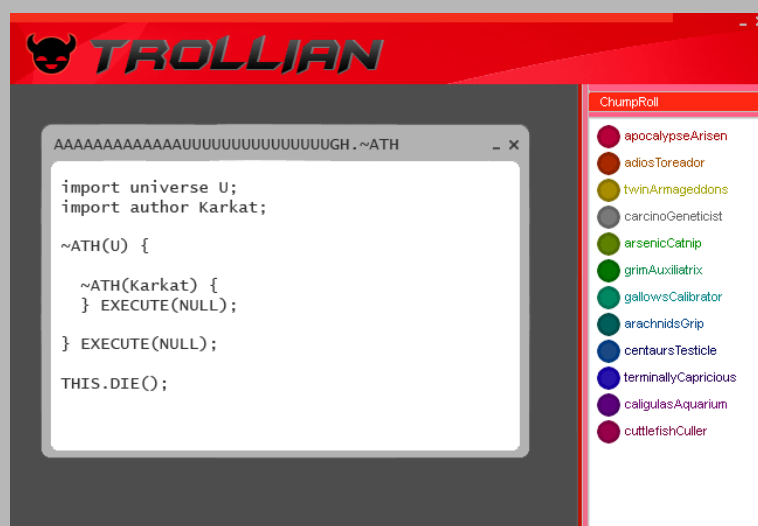 TROLLIAN
ChumpRoll
AAAAAAAAAAAAAUUUUUUUUUUUUUUUGH.~ATH
import universe U;
import author Karkat;
~ATH(U) {
~ATH(Karkat) {
} EXECUTE(NULL);
} EXECUTE(NULL);
THIS.DIE();
apocalypseArisen
adiosToreador
twinArmageddons
carcinoGeneticist
arsenicCatnip
grimAuxiliatrix
gallowsCalibrator
arachnidsGrip
centaursTesticle
terminallyCapricious
caligulasAquarium
cuttlefishCuller